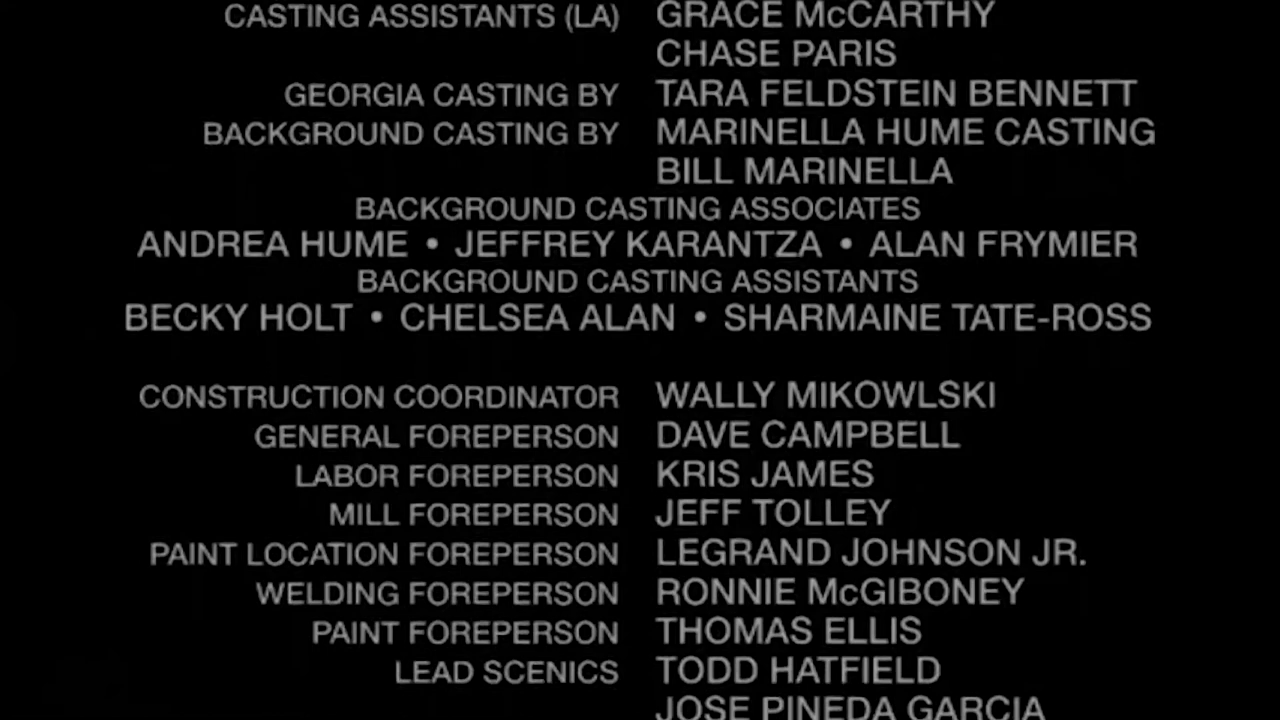 CASTING ASSISTANTS (LA) GRACE McCARTHY
CHASE PARIS
GEORGIA CASTING BY TARA FELDSTEIN BENNETT
BACKGROUND CASTING BY MARINELLA HUME CASTING
BILL MARINELLA
BACKGROUND CASTING ASSOCIATES
ANDREA HUME • JEFFREY KARANTZA • ALAN FRYMIER
BACKGROUND CASTING ASSISTANTS
BECKY HOLT • CHELSEA ALAN • SHARMAINE TATE-ROSS
CONSTRUCTION COORDINATOR WALLY MIKOWLSKI
GENERAL FOREPERSON DAVE CAMPBELL
LABOR FOREPERSON KRIS JAMES
MILL FOREPERSON JEFF TOLLEY
PAINT LOCATION FOREPERSON LEGRAND JOHNSON JR.
WELDING FOREPERSON RONNIE McGIBONEY
PAINT FOREPERSON THOMAS ELLIS
LEAD SCENICS TODD HATFIELD
JOSE PINEDA GARCIA